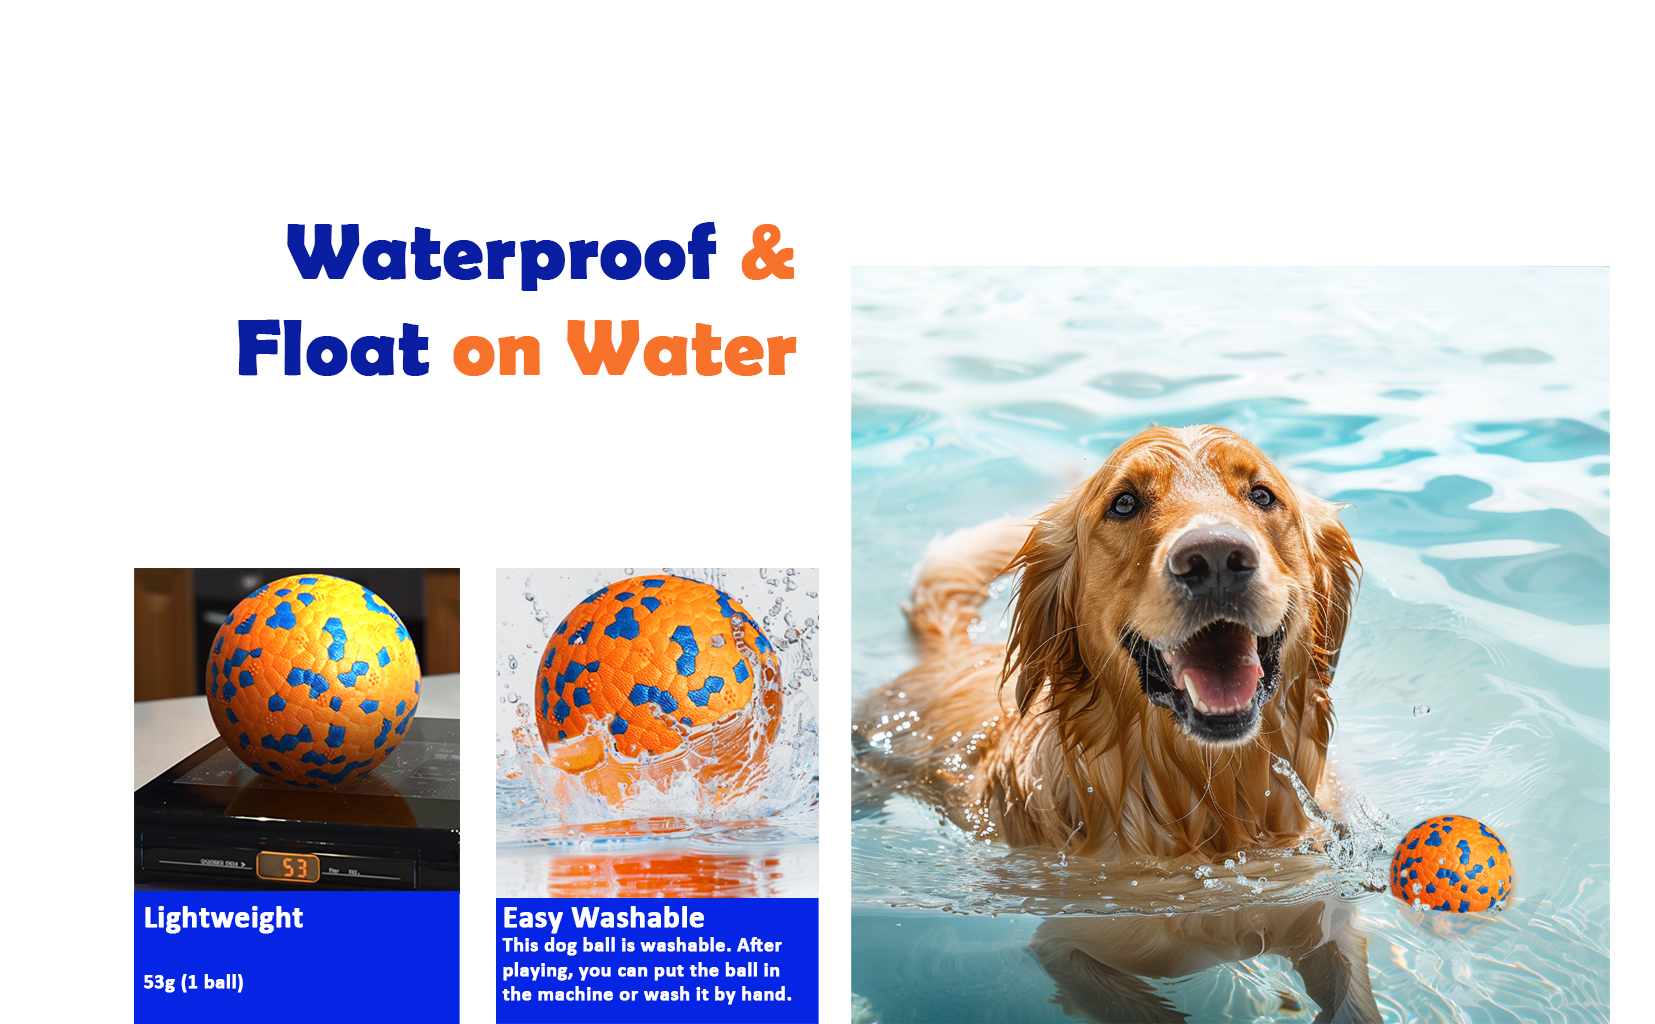 Waterproof &
Float on Water
53
Lightweight
53g (1 ball)
Easy Washable
This dog ball is washable. After
playing, you can put the ball in
the machine or wash it by hand.